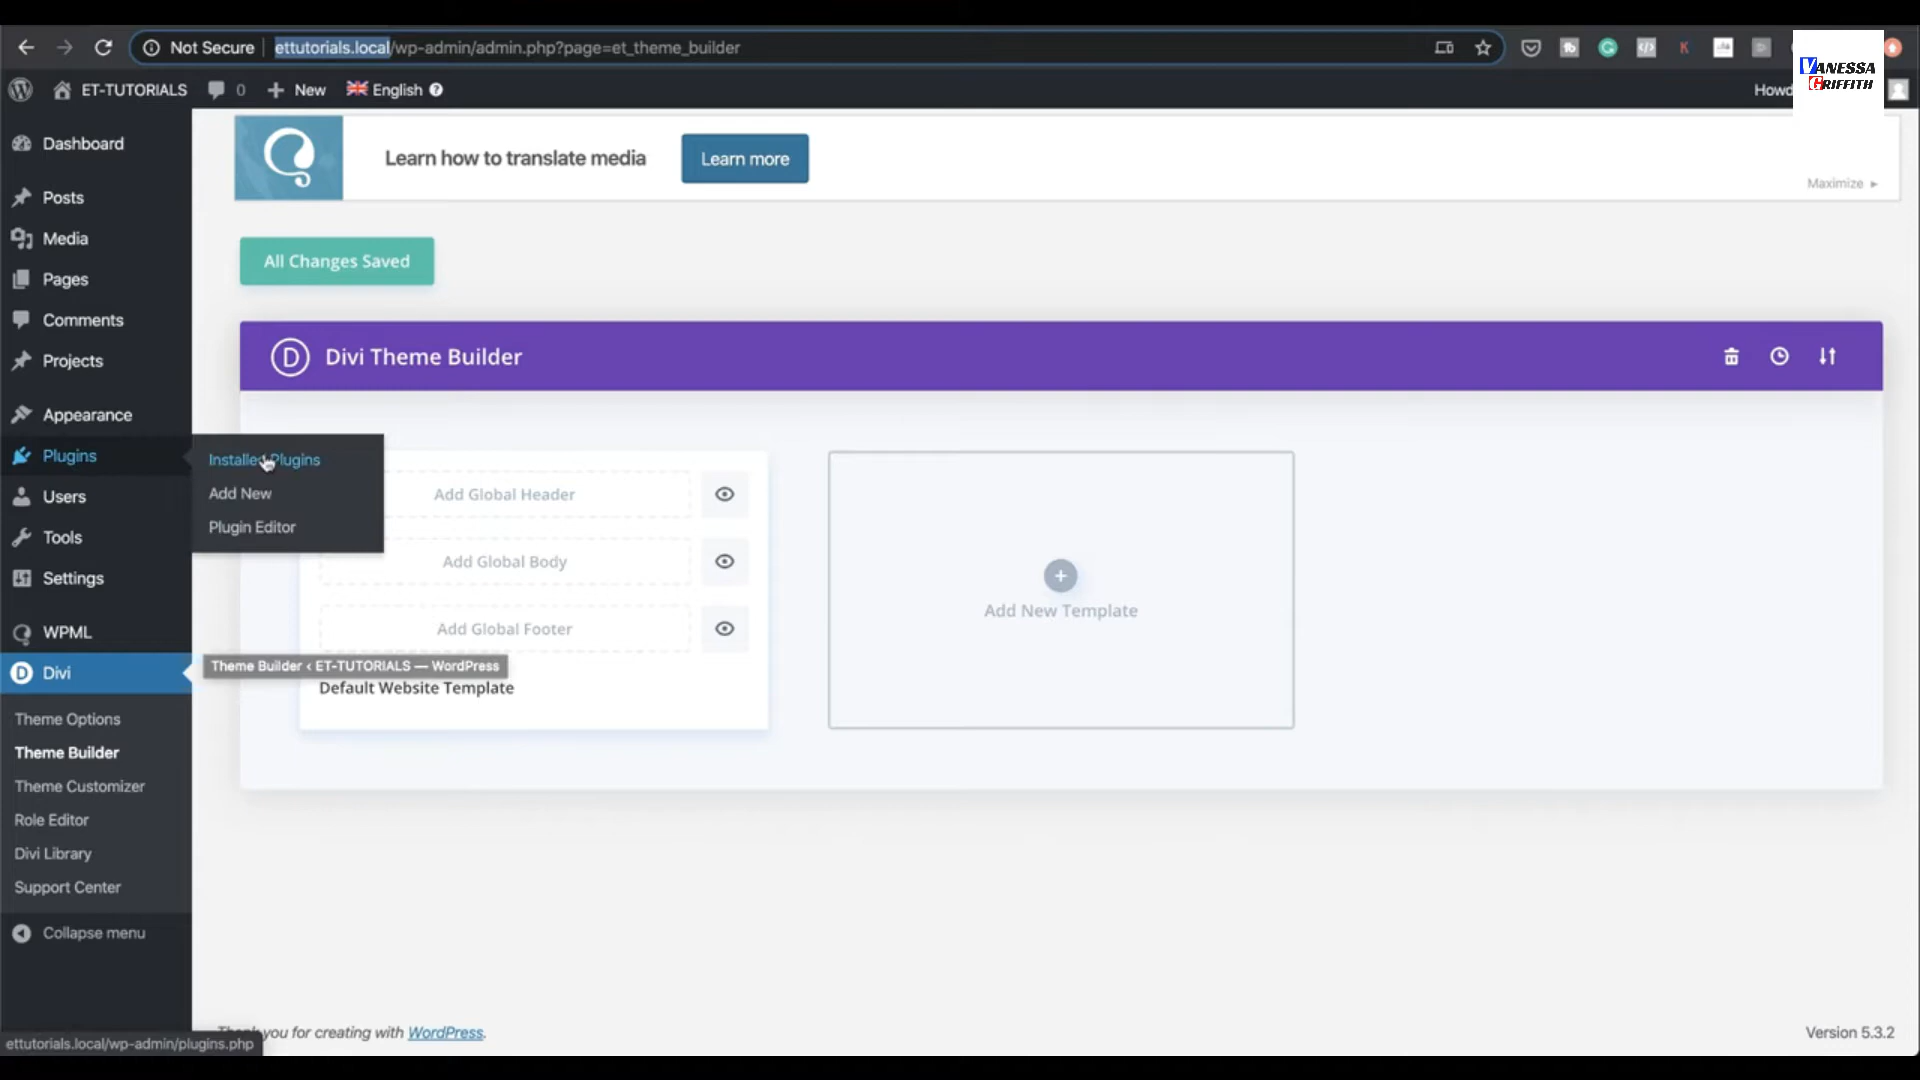 Not Secure
ettutorials.local/wp-admin/admin.php?page=et_theme_builder
VANESSA
GRIFFITH
ET-TUTORIALS
0
New
English
Dashboard
Posts
Media
Pages
Comments
Projects
Appearance
Plugins
Users
Tools
Settings
WPML
Divi
Theme Options
Theme Builder
Theme Customizer
Role Editor
Divi Library
Support Center
Collapse menu
Installed Plugins
Add New
Plugin Editor
Learn how to translate media
Learn more
Maximize
All Changes Saved
D Divi Theme Builder
Add Global Header
Add Global Body
Add Global Footer
Theme Builder ‹ ET-TUTORIALS — WordPress
Default Website Template
Add New Template
you for creating with WordPress.
Version 5.3.2
ettutorials.local/wp-admin/plugins.php